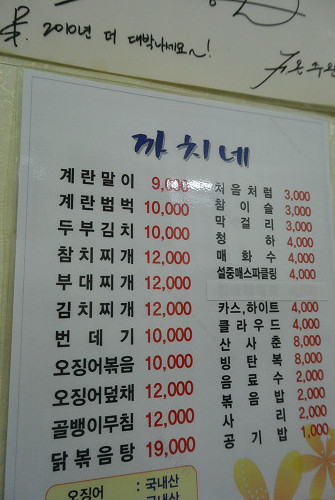 2010년 더 대박나세요~!
까치네
계란말이 9,000
계란범벅 10,000
두부김치 10,000
참치찌개 12,000
부대찌개 12,000
김치찌개 12,000
번데기 10,000
오징어볶음 10,000
오징어덮채 12,000
골뱅이무침 12,000
닭볶음탕 19,000
처음처럼 3,000
참이슬 3,000
막걸리 3,000
청하 4,000
매화수 4,000
설중매스파클링 4,000
카스,하이트 4,000
클라우드 4,000
산사춘 8,000
빙탄복 8,000
음료수 2,000
볶음밥 2,000
사리 2,000
공기밥 1,000
오징어 : 국내산